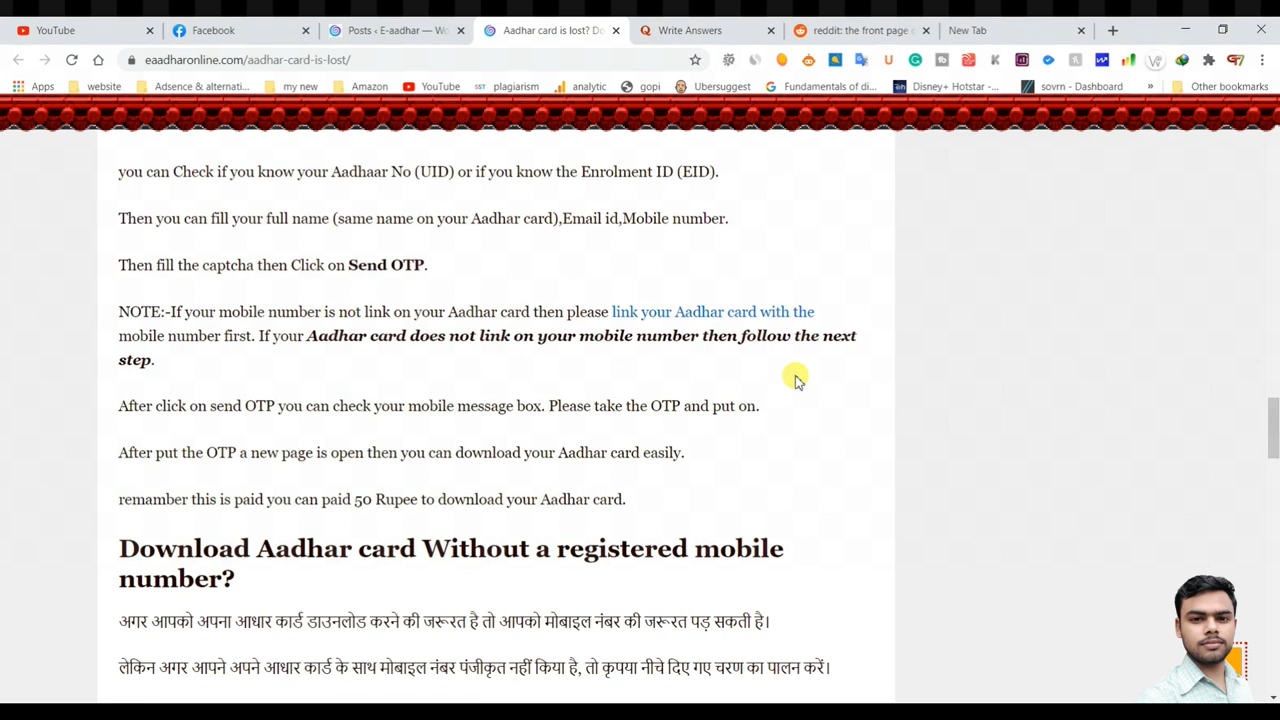 YouTube
Facebook
Posts ‹ E-aadhar — Wo
Aadhar card is lost? Do
Write Answers
reddit: the front page o
New Tab
eaadharonline.com/aadhar-card-is-lost/
Apps
website
Adsence & alternati...
my new
Amazon
YouTube
plagiarism
analytic
gopi
Ubersuggest
Fundamentals of di...
Disney+ Hotstar -...
sovrn - Dashboard
»
Other bookmarks
you can Check if you know your Aadhaar No (UID) or if you know the Enrolment ID (EID).
Then you can fill your full name (same name on your Aadhar card),Email id,Mobile number.
Then fill the captcha then Click on Send OTP.
NOTE:-If your mobile number is not link on your Aadhar card then please link your Aadhar card with the
mobile number first. If your Aadhar card does not link on your mobile number then follow the next
step.
After click on send OTP you can check your mobile message box. Please take the OTP and put on.
After put the OTP a new page is open then you can download your Aadhar card easily.
remamber this is paid you can paid 50 Rupee to download your Aadhar card.
Download Aadhar card Without a registered mobile
number?
अगर आपको अपना आधार कार्ड डाउनलोड करने की जरूरत है तो आपको मोबाइल नंबर की जरूरत पड़ सकती है।
लेकिन अगर आपने अपने आधार कार्ड के साथ मोबाइल नंबर पंजीकृत नहीं किया है, तो कृपया नीचे दिए गए चरण का पालन करें।